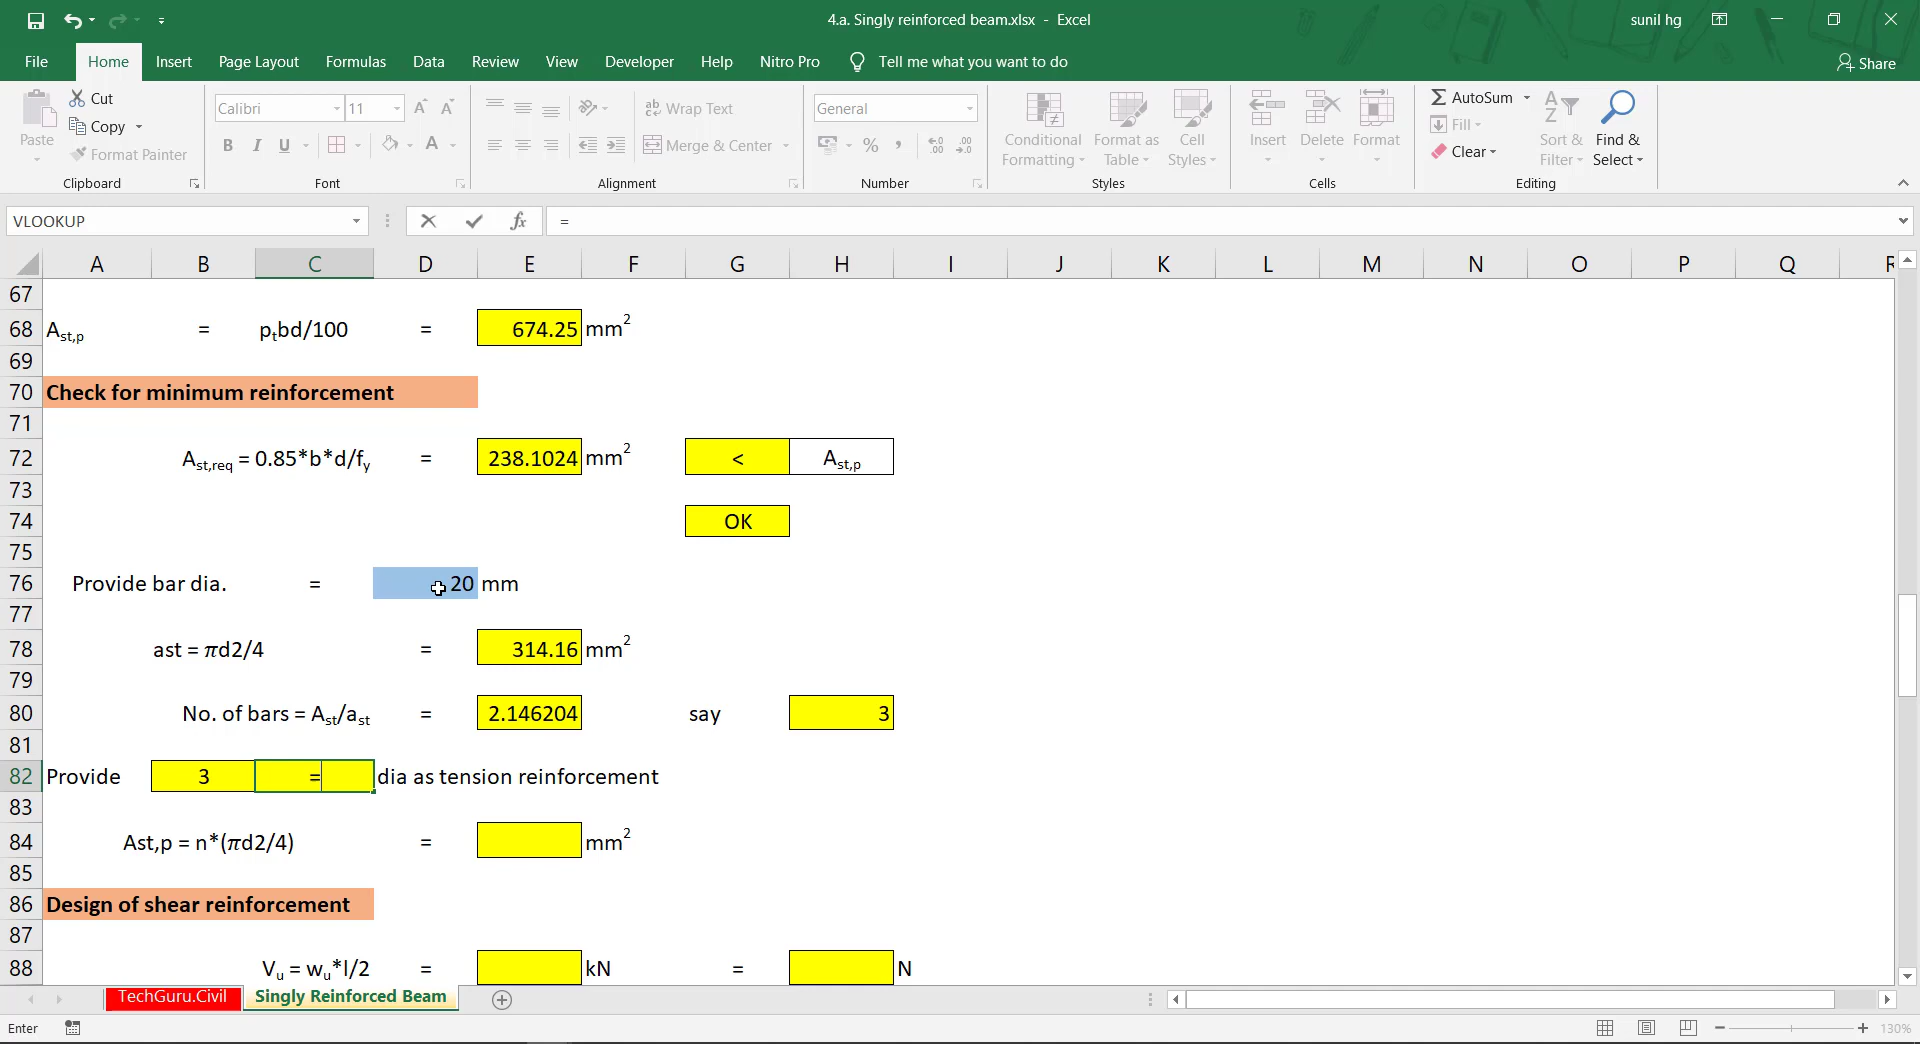 4.a. Singly reinforced beam.xlsx - Excel
sunil hg
File Home Insert Page Layout Formulas Data Review View Developer Help Nitro Pro Tell me what you want to do Share
Cut
Copy
Paste
Format Painter
Clipboard
Calibri 11
B I U
Font
Wrap Text
Merge & Center
Alignment
General
%
Number
Conditional Formatting
Format as Table
Cell Styles
Styles
Insert Delete Format
Cells
AutoSum
Fill
Clear
Sort & Filter
Find & Select
Editing
VLOOKUP fx =
A B C D E F G H I J K L M N O P Q R
67
68 Ast,p = ptbd/100 = 674.25 mm2
69
70 Check for minimum reinforcement
71
72 Ast,req = 0.85*b*d/fy = 238.1024 mm2 < Ast,p
73
74 OK
75
76 Provide bar dia. = 20 mm
77
78 ast = πd2/4 = 314.16 mm2
79
80 No. of bars = Ast/ast = 2.146204 say 3
81
82 Provide 3 = dia as tension reinforcement
83
84 Ast,p = n*(πd2/4) = mm2
85
86 Design of shear reinforcement
87
88 Vu = wu*l/2 = kN = N
TechGuru.Civil Singly Reinforced Beam
Enter 130%